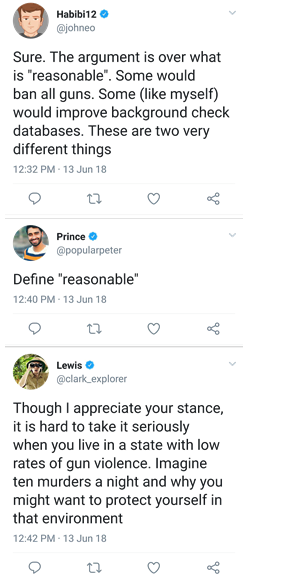 Habibi12
@johneo
Sure. The argument is over what
is "reasonable". Some would
ban all guns. Some (like myself)
would improve background check
databases. These are two very
different things
12:32 PM · 13 Jun 18
Prince
@popularpeter
Define "reasonable"
12:40 PM · 13 Jun 18
Lewis
@clark_explorer
Though I appreciate your stance,
it is hard to take it seriously
when you live in a state with low
rates of gun violence. Imagine
ten murders a night and why you
might want to protect yourself in
that environment
12:42 PM · 13 Jun 18